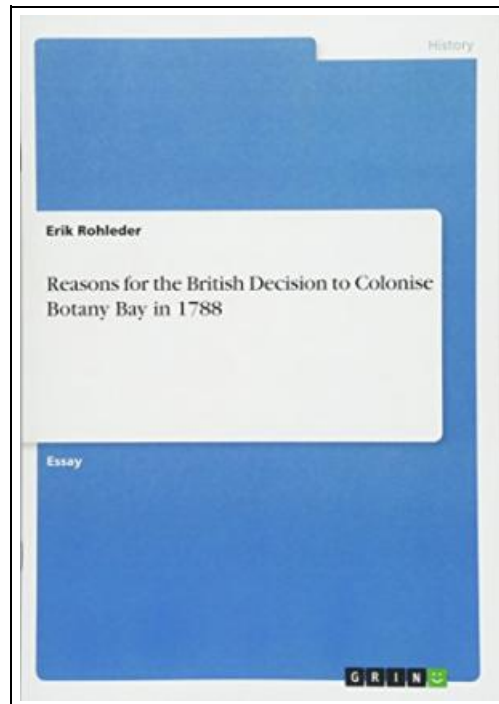 History
Erik Rohleder
Reasons for the British Decision to Colonise
Botany Bay in 1788
Essay
GRIN